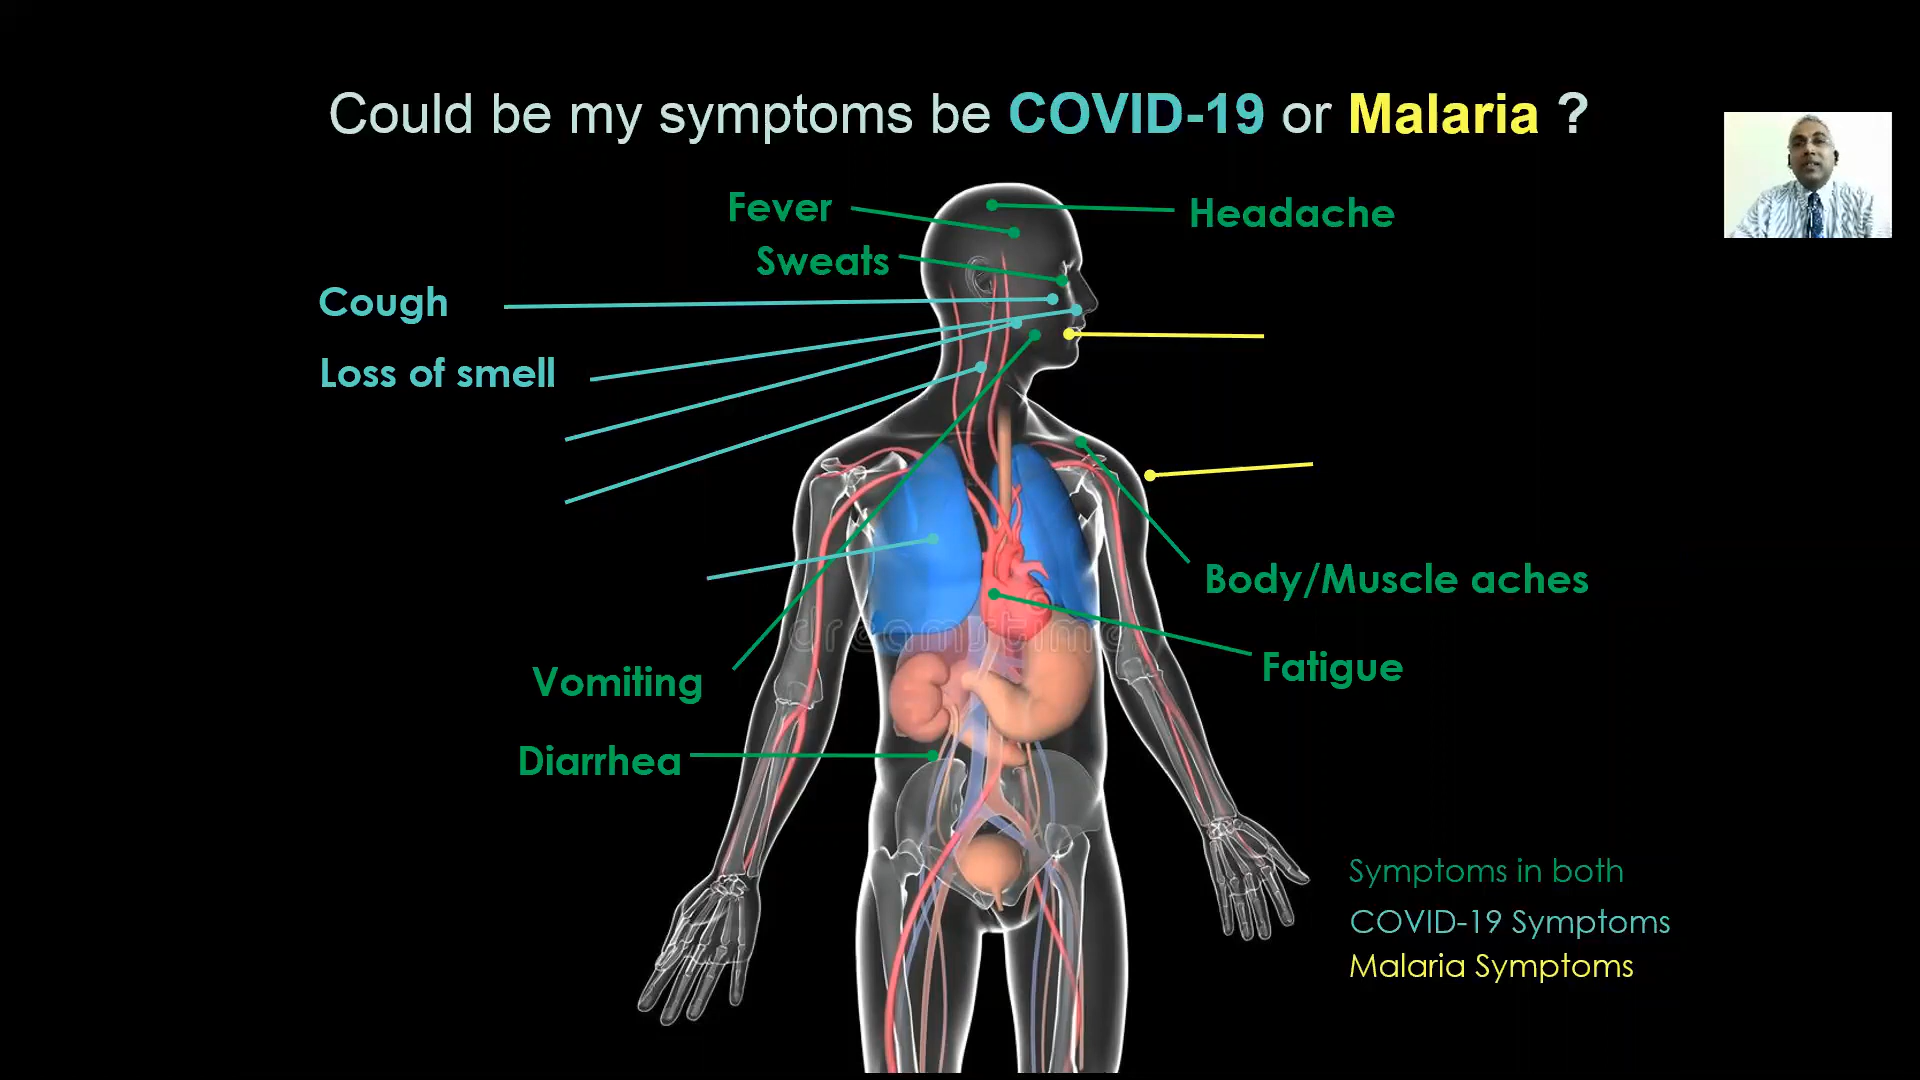 Could be my symptoms be COVID-19 or Malaria ?
Fever
Headache
Sweats
Cough
Loss of smell
Body/Muscle aches
Fatigue
Vomiting
Diarrhea
dreamstime
Symptoms in both
COVID-19 Symptoms
Malaria Symptoms